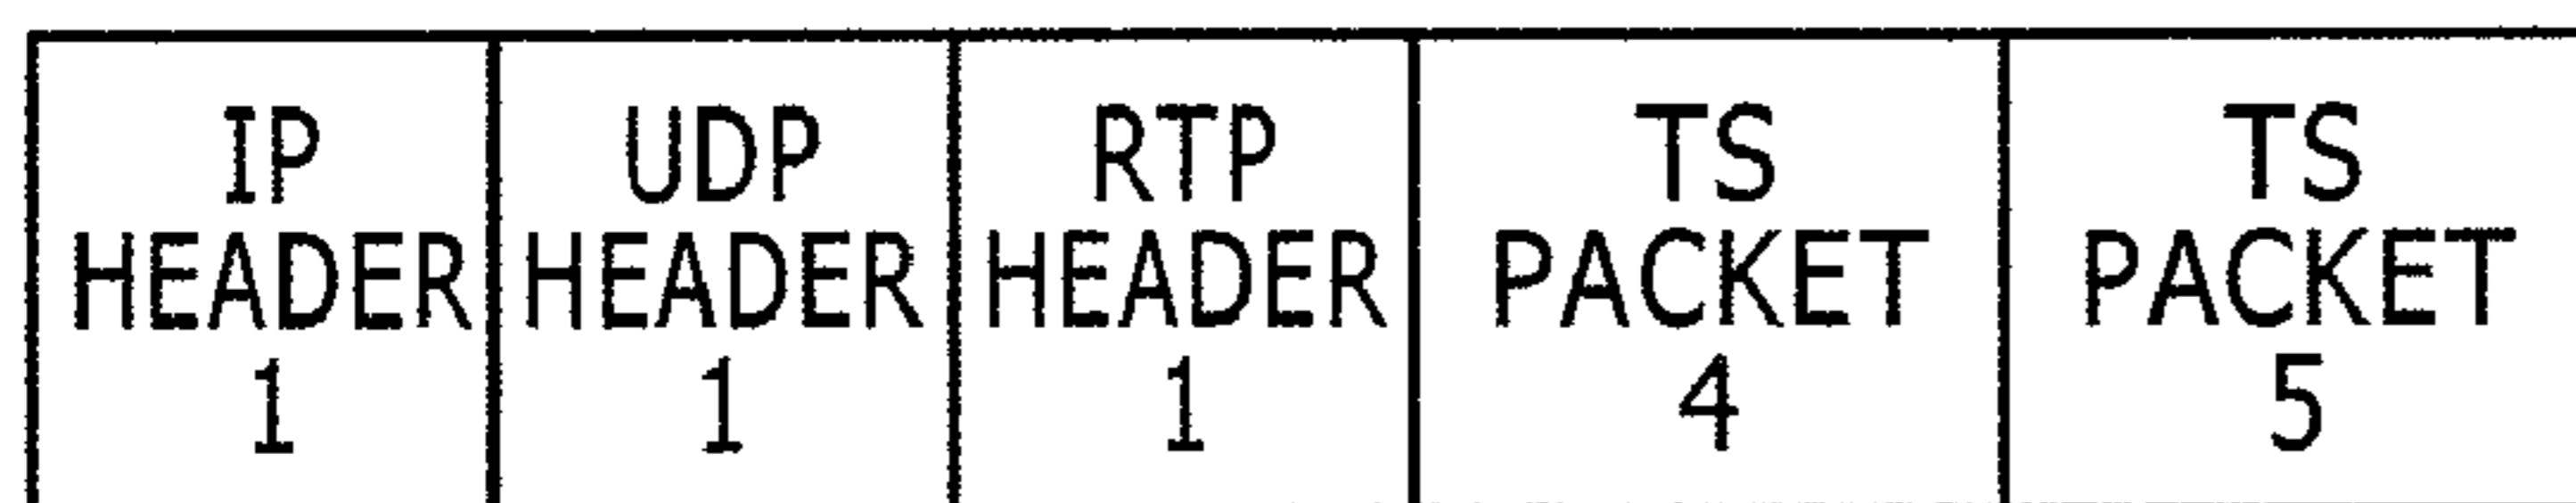 IP
HEADER
1
UDP
HEADER
1
RTP
HEADER
1
TS
PACKET
4
TS
PACKET
5